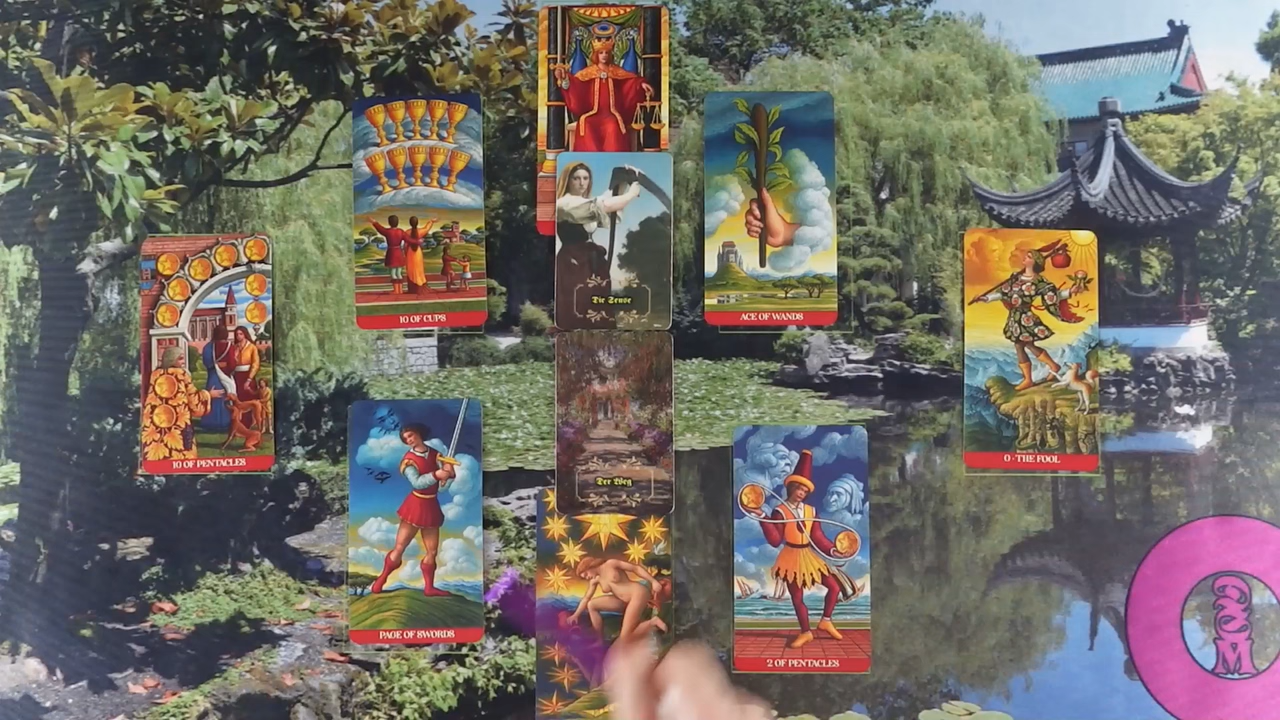 10 OF CUPS
Die Sense
ACE OF WANDS
10 OF PENTACLES
0 · THE FOOL
Der Weg
PAGE OF SWORDS
2 OF PENTACLES